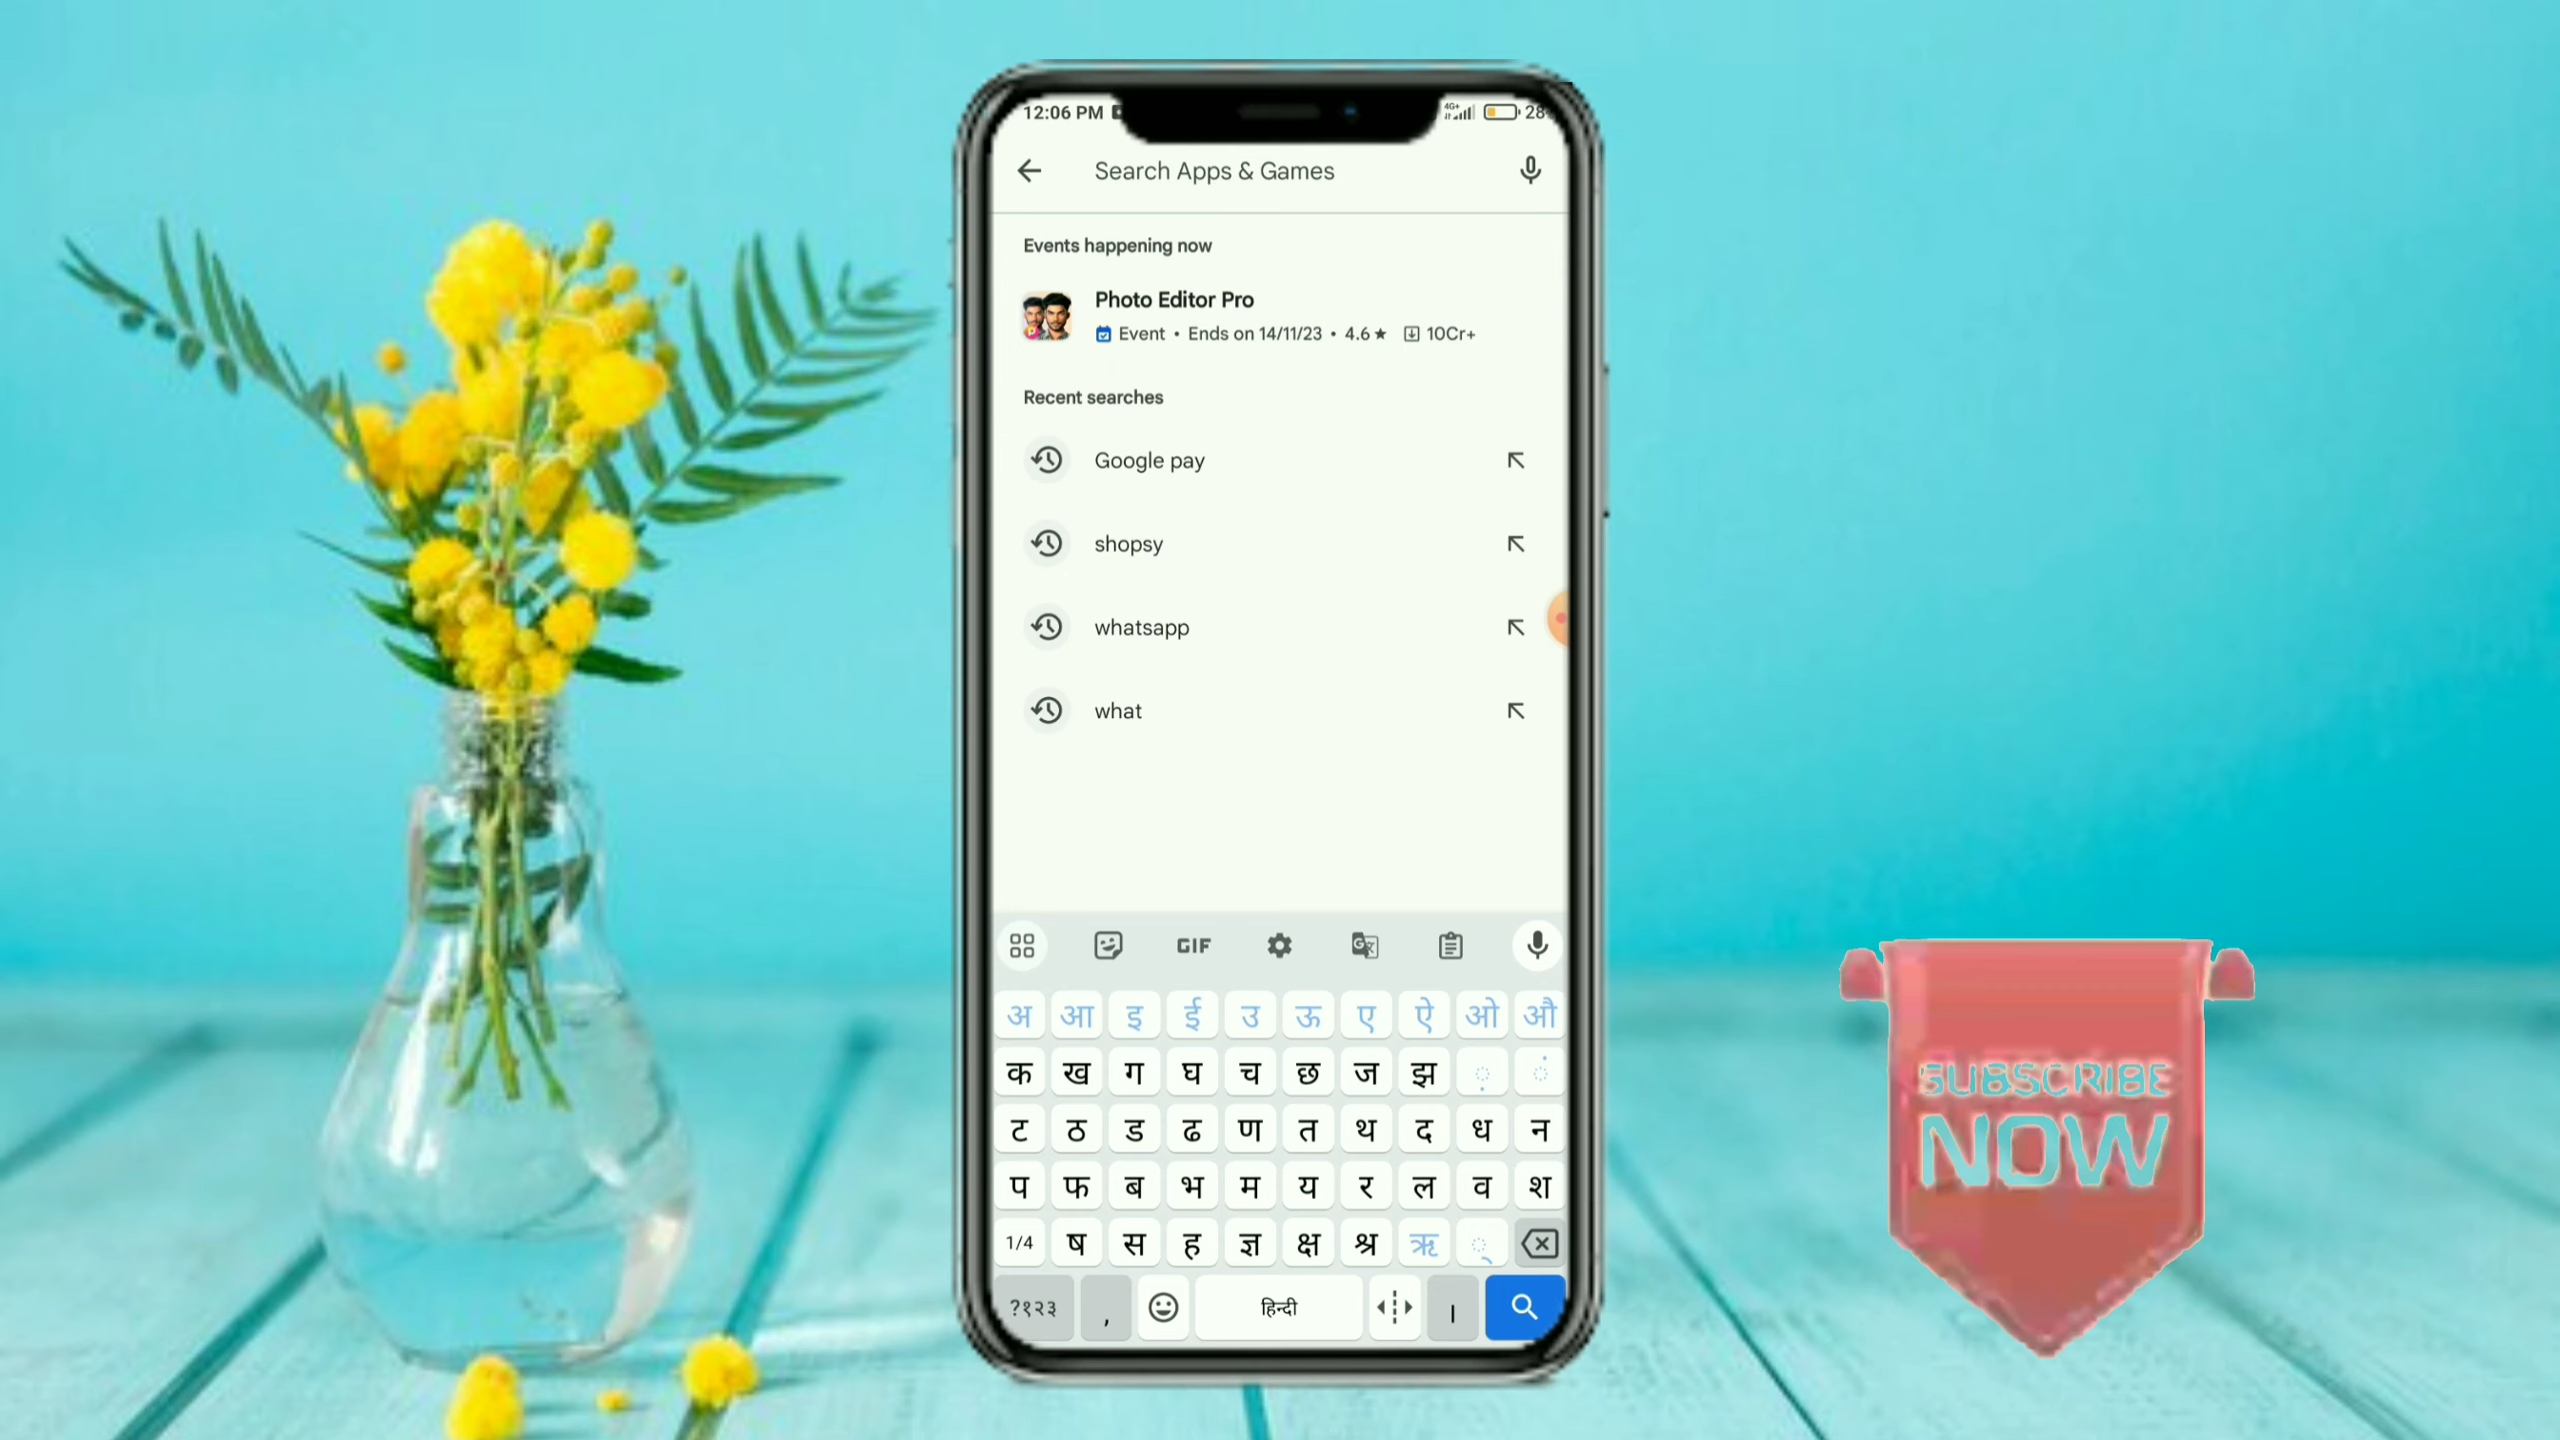 12:06 PM 4G+ 28
Search Apps & Games
Events happening now
Photo Editor Pro
Event • Ends on 14/11/23 • 4.6 ★ 10Cr+
Recent searches
Google pay
shopsy
whatsapp
what
GIF
अ आ इ ई उ ऊ ए ऐ ओ औ
क ख ग घ च छ ज झ ़ ं
ट ठ ड ढ ण त थ द ध न
प फ ब भ म य र ल व श
1/4 ष स ह ज्ञ क्ष श्र ऋ ्
?१२३ , हिन्दी ।
SUBSCRIBE
NOW